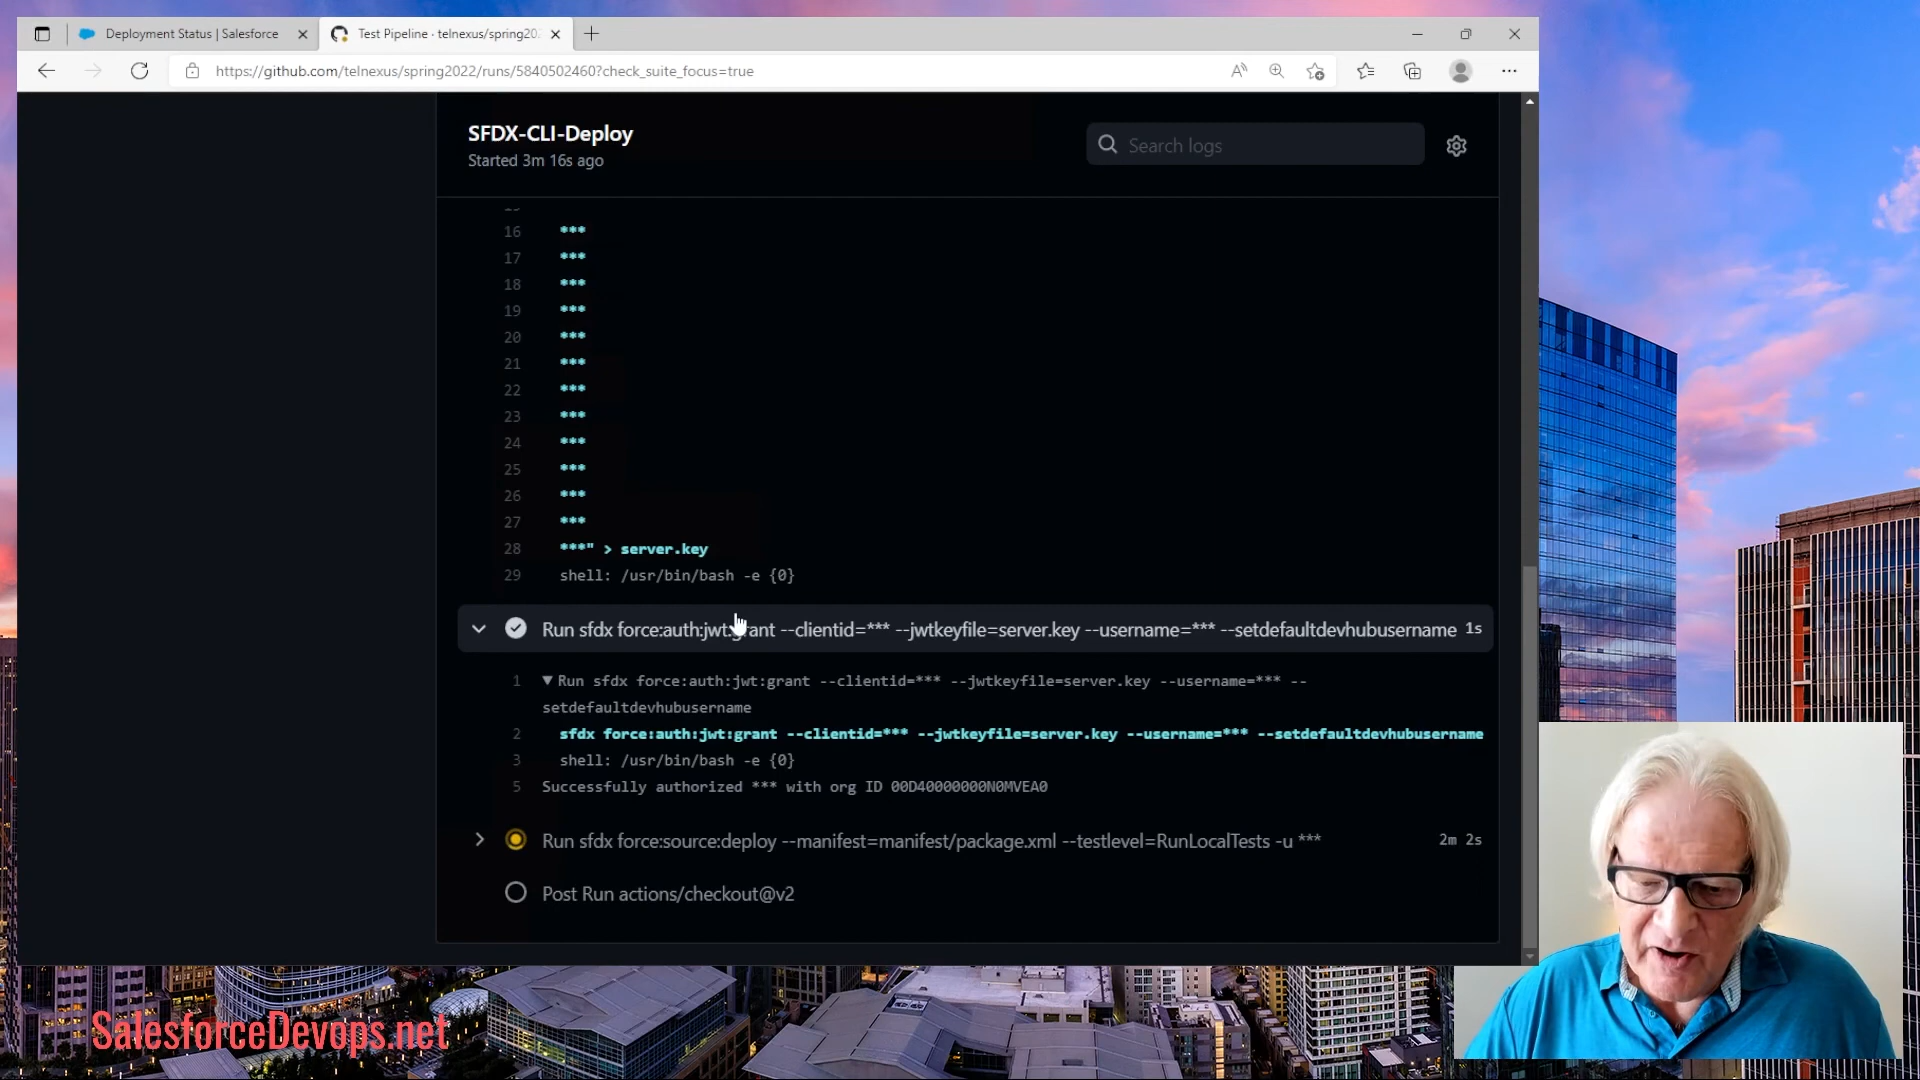 Deployment Status | Salesforce
Test Pipeline · telnexus/spring202
https://github.com/telnexus/spring2022/runs/5840502460?check_suite_focus=true
SFDX-CLI-Deploy
Started 3m 16s ago
Search logs
16 ***
17 ***
18 ***
19 ***
20 ***
21 ***
22 ***
23 ***
24 ***
25 ***
26 ***
27 ***
28 ***" > server.key
29 shell: /usr/bin/bash -e {0}
Run sfdx force:auth:jwt:grant --clientid=*** --jwtkeyfile=server.key --username=*** --setdefaultdevhubusername 1s
1 ▼Run sfdx force:auth:jwt:grant --clientid=*** --jwtkeyfile=server.key --username=*** --
setdefaultdevhubusername
2 sfdx force:auth:jwt:grant --clientid=*** --jwtkeyfile=server.key --username=*** --setdefaultdevhubusername
3 shell: /usr/bin/bash -e {0}
5 Successfully authorized *** with org ID 00D40000000N0MVEA0
Run sfdx force:source:deploy --manifest=manifest/package.xml --testlevel=RunLocalTests -u *** 2m 2s
Post Run actions/checkout@v2
SalesforceDevops.net